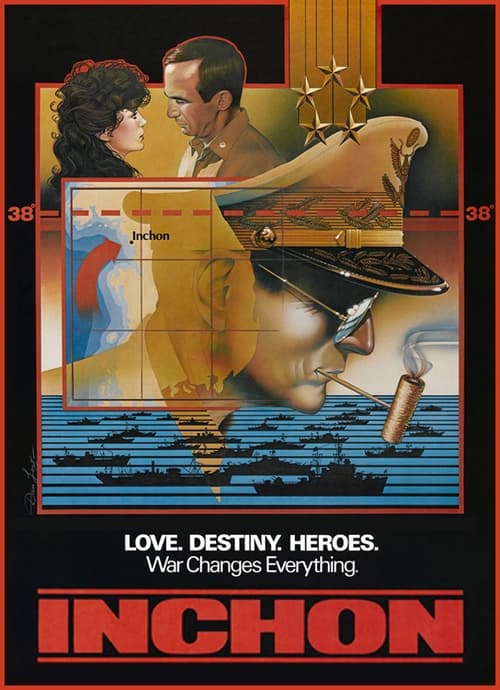 38° 38°
Inchon
LOVE. DESTINY. HEROES.
War Changes Everything.
INCHON